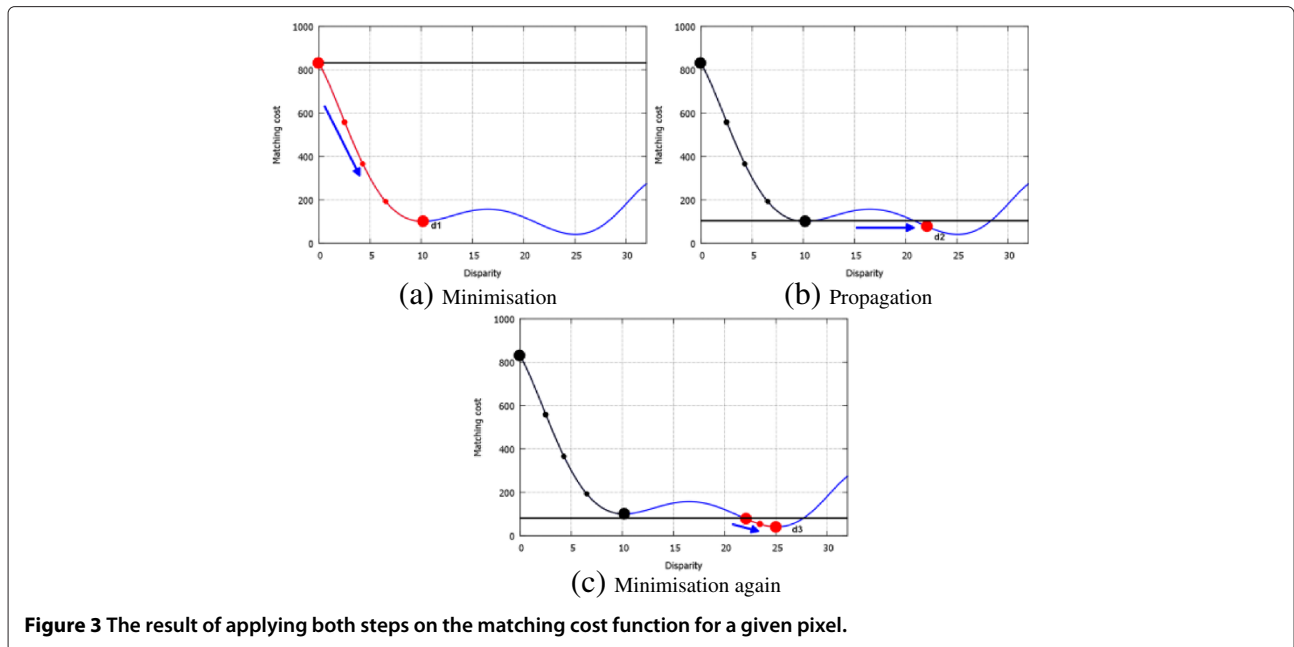 1000
800
600
400
200
0
Matching cost
d1
0 5 10 15 20 25 30
Disparity
(a) Minimisation
1000
800
600
400
200
0
Matching cost
d2
0 5 10 15 20 25 30
Disparity
(b) Propagation
1000
800
600
400
200
0
Matching cost
d3
0 5 10 15 20 25 30
Disparity
(c) Minimisation again
Figure 3 The result of applying both steps on the matching cost function for a given pixel.